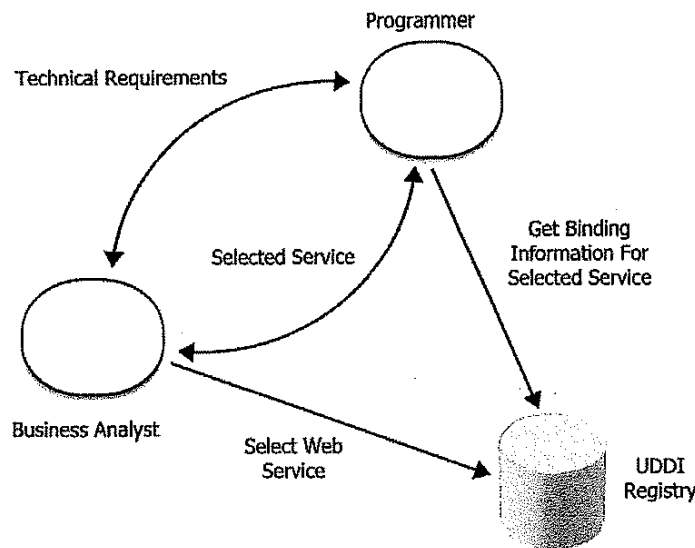 Programmer
Technical Requirements
Get Binding
Information For
Selected Service
Selected Service
Business Analyst
Select Web
Service
UDDI
Registry